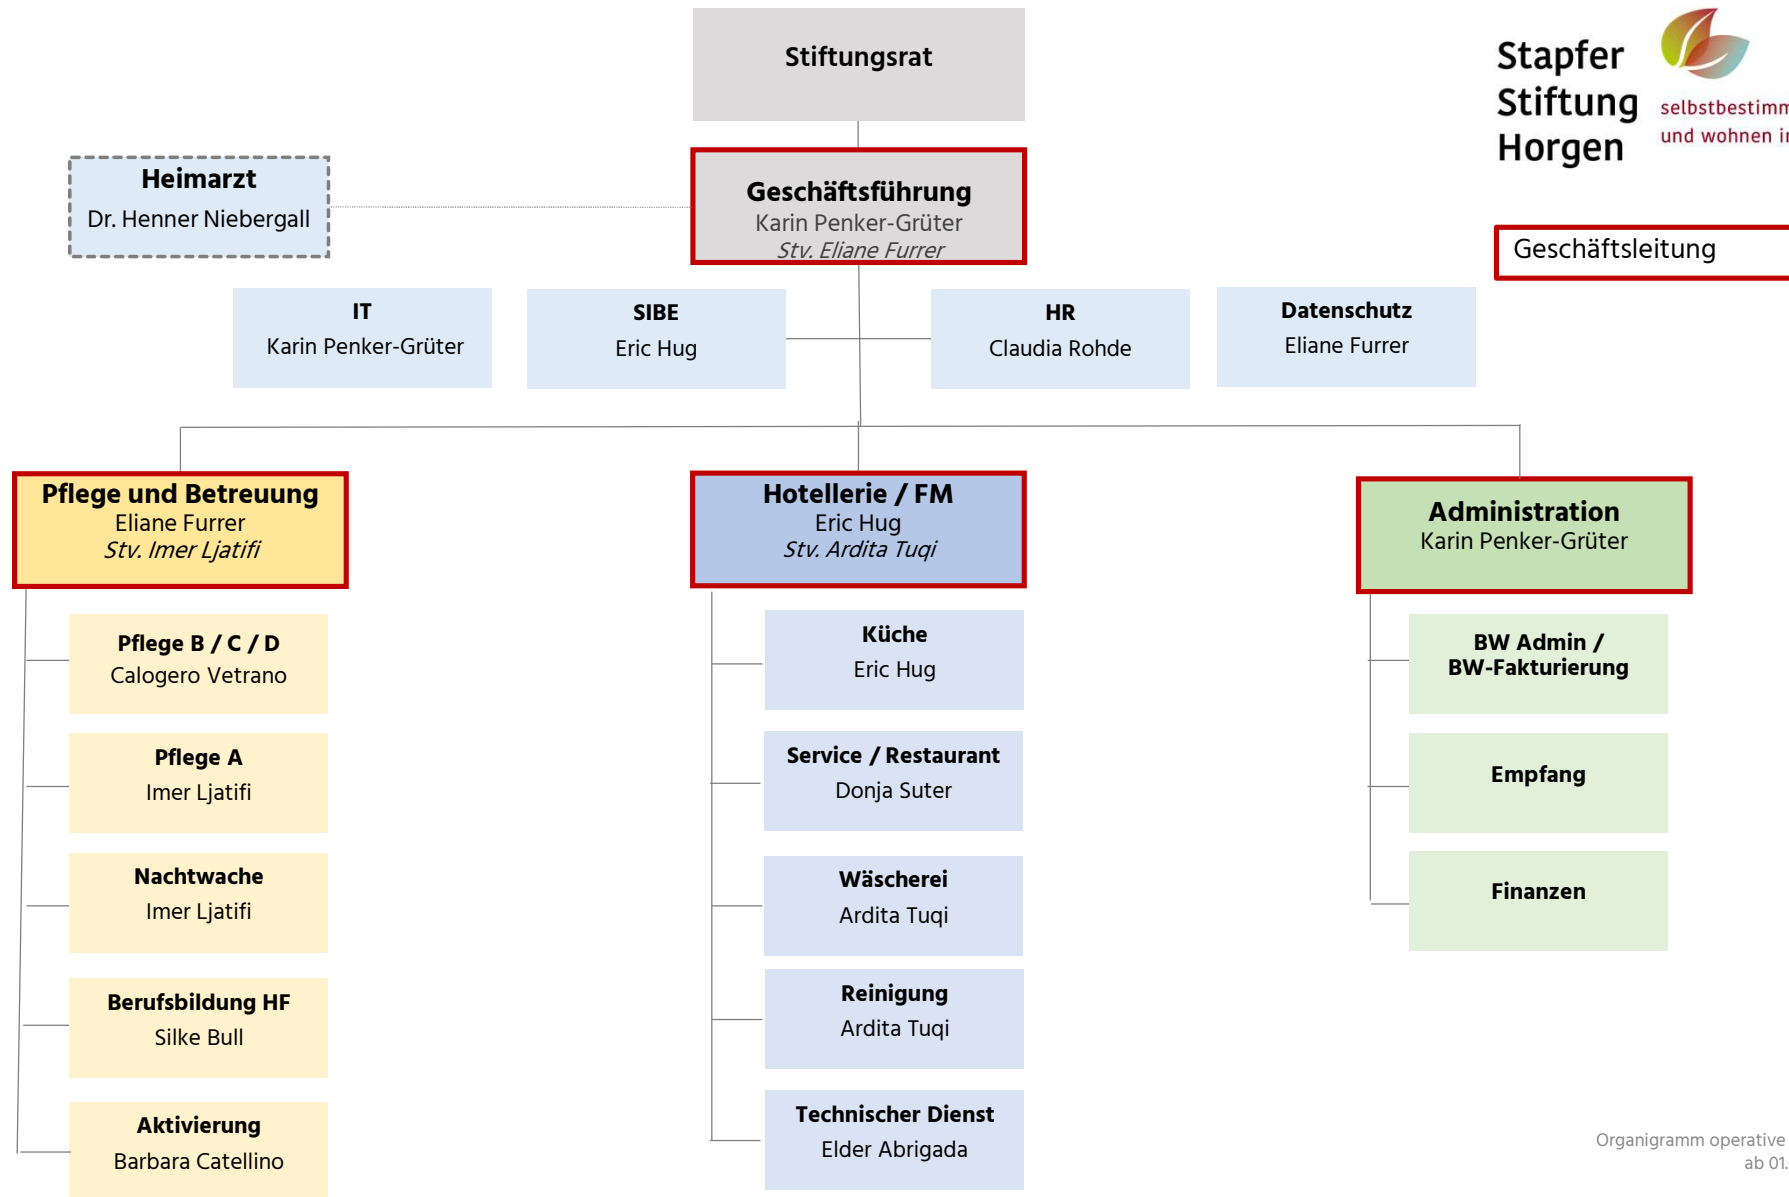 Stiftungsrat
Stapfer
Stiftung
Horgen
und wohnen
Heimarzt
Dr. Henner Niebergall
Geschäftsführung
Karin Penker-Grüter
Stv. Eliane Furrer
Geschäftsleitung
IT
Karin Penker-Grüter
SIBE
Eric Hug
HR
Claudia Rohde
Datenschutz
Eliane Furrer
Pflege und Betreuung
Eliane Furrer
Stv. Imer Ljatifi
Hotellerie / FM
Eric Hug
Stv. Ardita Tuqi
Administration
Karin Penker-Grüter
Pflege B / C / D
Calogero Vetrano
Pflege A
Imer Ljatifi
Nachtwache
Imer Ljatifi
Berufsbildung HF
Silke Bull
Aktivierung
Barbara Catellino
Küche
Eric Hug
Service / Restaurant
Donja Suter
Wäscherei
Ardita Tuqi
Reinigung
Ardita Tuqi
Technischer Dienst
Elder Abrigada
BW Admin /
BW-Fakturierung
Empfang
Finanzen
Organigramm operative
ab 01.